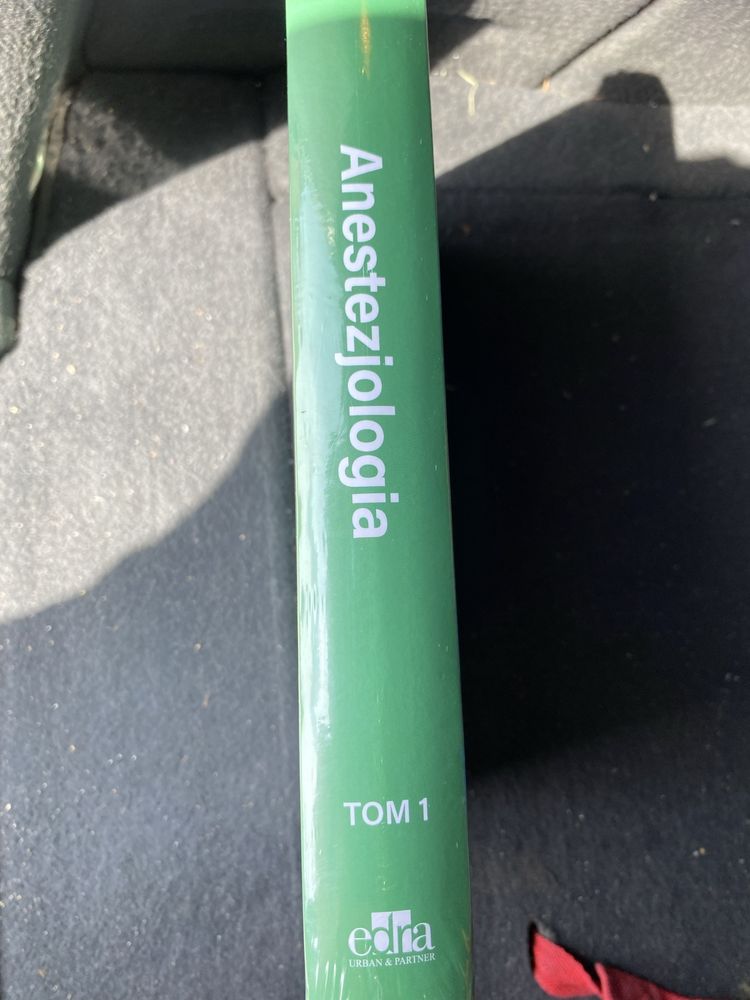 Anestezjologia
TOM 1
edra
URBAN & PARTNER